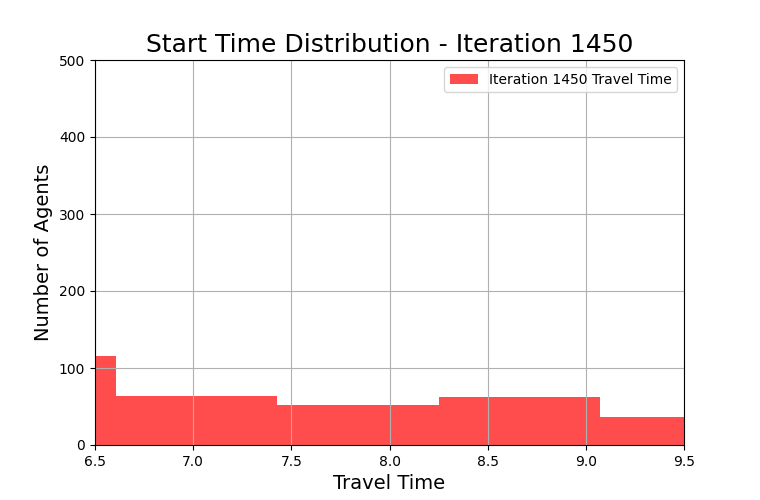 Start Time Distribution - Iteration 1450
Iteration 1450 Travel Time
Number of Agents
500
400
300
200
100
0
6.5 7.0 7.5 8.0 8.5 9.0 9.5
Travel Time